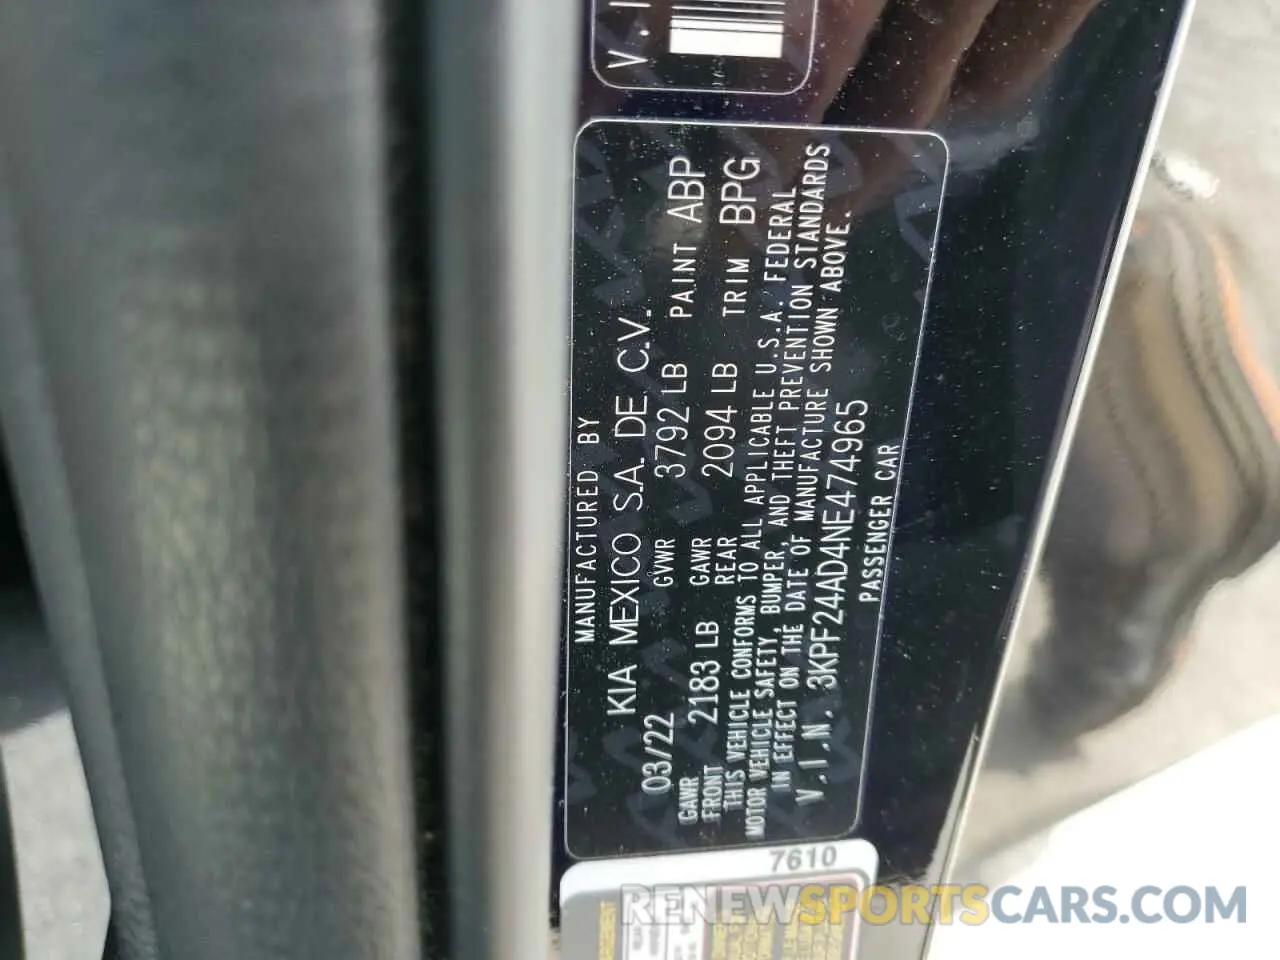 V.I
MANUFACTURED BY
KIA MEXICO S.A. DE C.V.
03/22 GVWR 3792 LB PAINT ABP
GAWR FRONT 2183 LB GAWR REAR 2094 LB TRIM BPG
THIS VEHICLE CONFORMS TO ALL APPLICABLE U.S.A. FEDERAL
MOTOR VEHICLE SAFETY, BUMPER, AND THEFT PREVENTION STANDARDS
IN EFFECT ON THE DATE OF MANUFACTURE SHOWN ABOVE.
V.I.N. 3KPF24AD4NE474965
PASSENGER CAR
7610
RENEWSPORTSCARS.COM